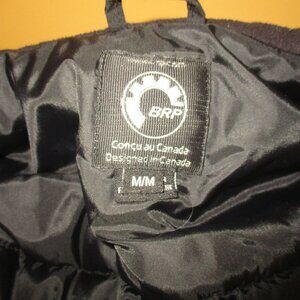 BRP
Conçu au Canada
Designed in Canada
M/M